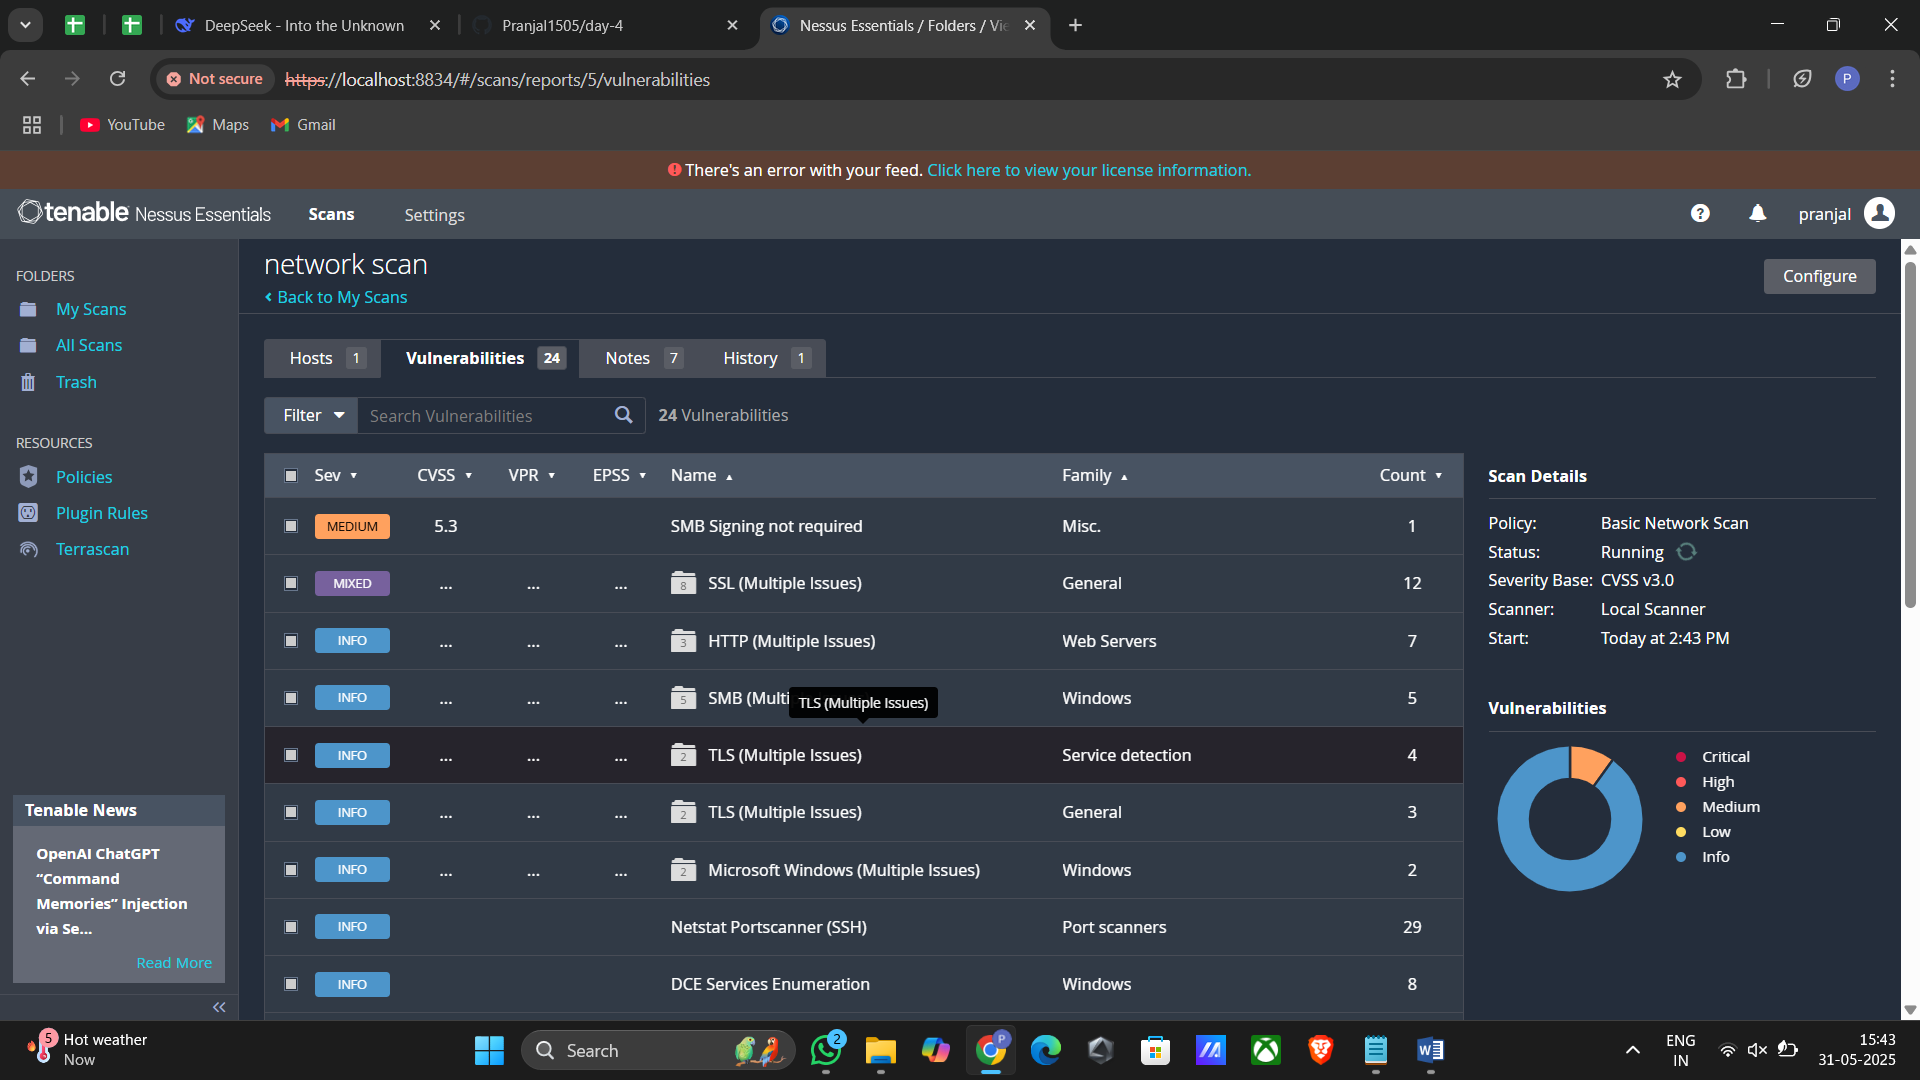 DeepSeek - Into the Unknown
Pranjal1505/day-4
Nessus Essentials / Folders / Vie
Not secure https://localhost:8834/#/scans/reports/5/vulnerabilities
P
YouTube Maps Gmail
There's an error with your feed. Click here to view your license information.
tenable Nessus Essentials Scans Settings
pranjal
FOLDERS
My Scans
All Scans
Trash
RESOURCES
Policies
Plugin Rules
Terrascan
Tenable News
OpenAI ChatGPT
“Command
Memories” Injection
via Se...
Read More
network scan
Back to My Scans
Configure
Hosts 1 Vulnerabilities 24 Notes 7 History 1
Filter Search Vulnerabilities 24 Vulnerabilities
Sev CVSS VPR EPSS Name Family Count
MEDIUM 5.3 SMB Signing not required Misc. 1
MIXED ... ... ... 8 SSL (Multiple Issues) General 12
INFO ... ... ... 3 HTTP (Multiple Issues) Web Servers 7
INFO ... ... ... 5 SMB (Multi Windows 5
TLS (Multiple Issues)
INFO ... ... ... 2 TLS (Multiple Issues) Service detection 4
INFO ... ... ... 2 TLS (Multiple Issues) General 3
INFO ... ... ... 2 Microsoft Windows (Multiple Issues) Windows 2
INFO Netstat Portscanner (SSH) Port scanners 29
INFO DCE Services Enumeration Windows 8
Scan Details
Policy: Basic Network Scan
Status: Running
Severity Base: CVSS v3.0
Scanner: Local Scanner
Start: Today at 2:43 PM
Vulnerabilities
Critical
High
Medium
Low
Info
5 Hot weather
Now
Search
2
P
ENG
IN
15:43
31-05-2025